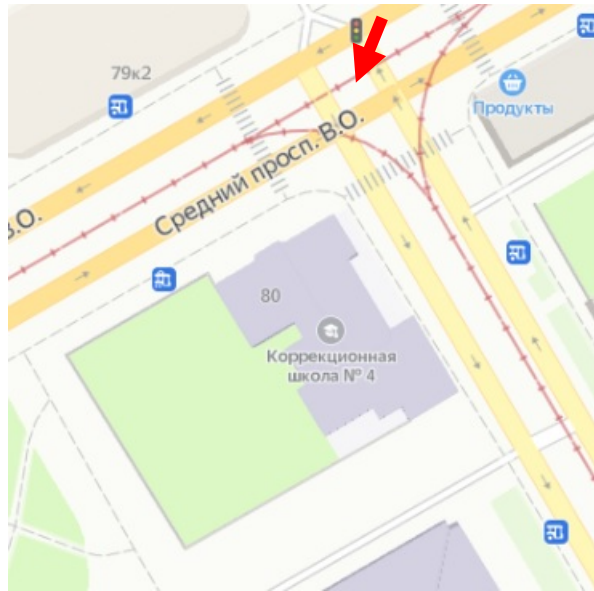 79к2
Продукты
Средний просп. В.О.
В.О.
80
Коррекционная
школа № 4